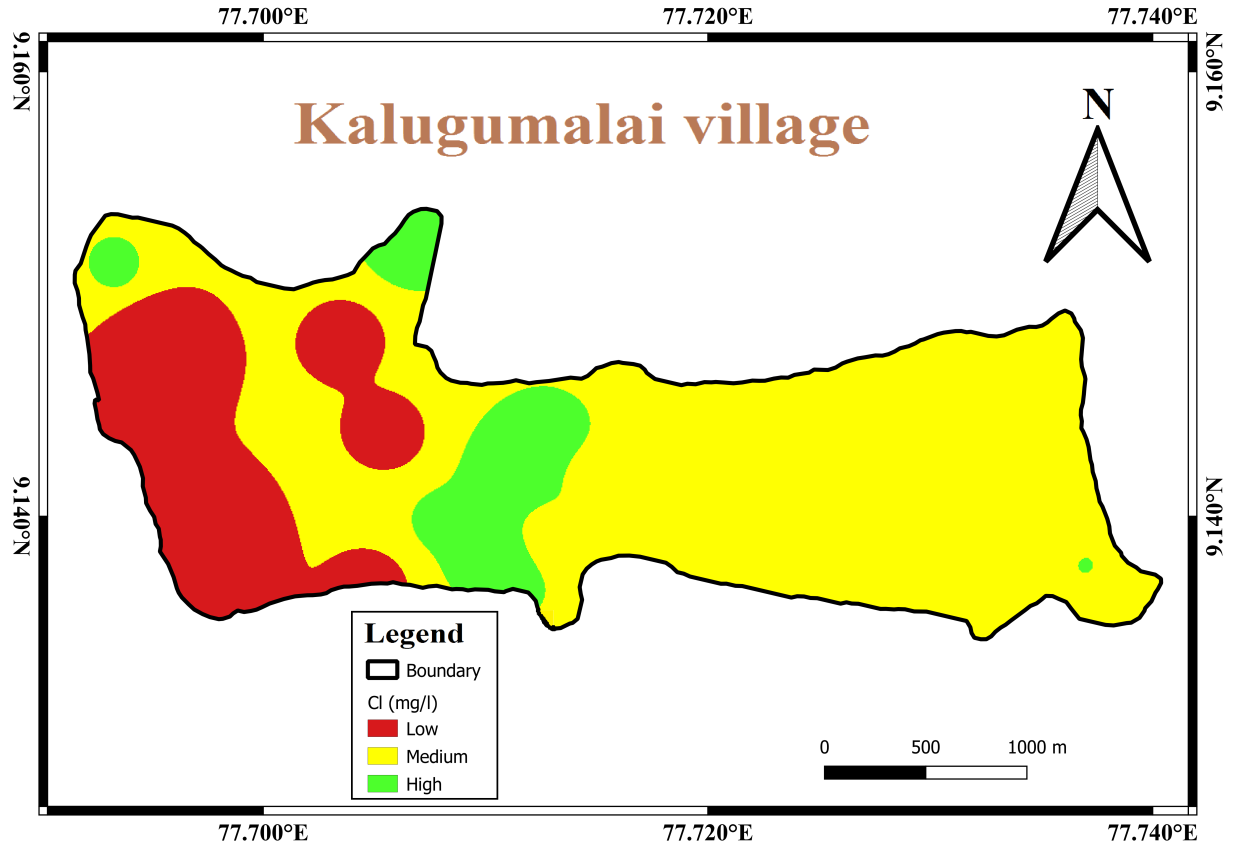 77.700°E 77.720°E 77.740°E
9.160°N 9.160°N
Kalugumalai village
N
9.140°N 9.140°N
Legend
Boundary
Cl (mg/l)
Low
Medium
High
0 500 1000 m
77.700°E 77.720°E 77.740°E